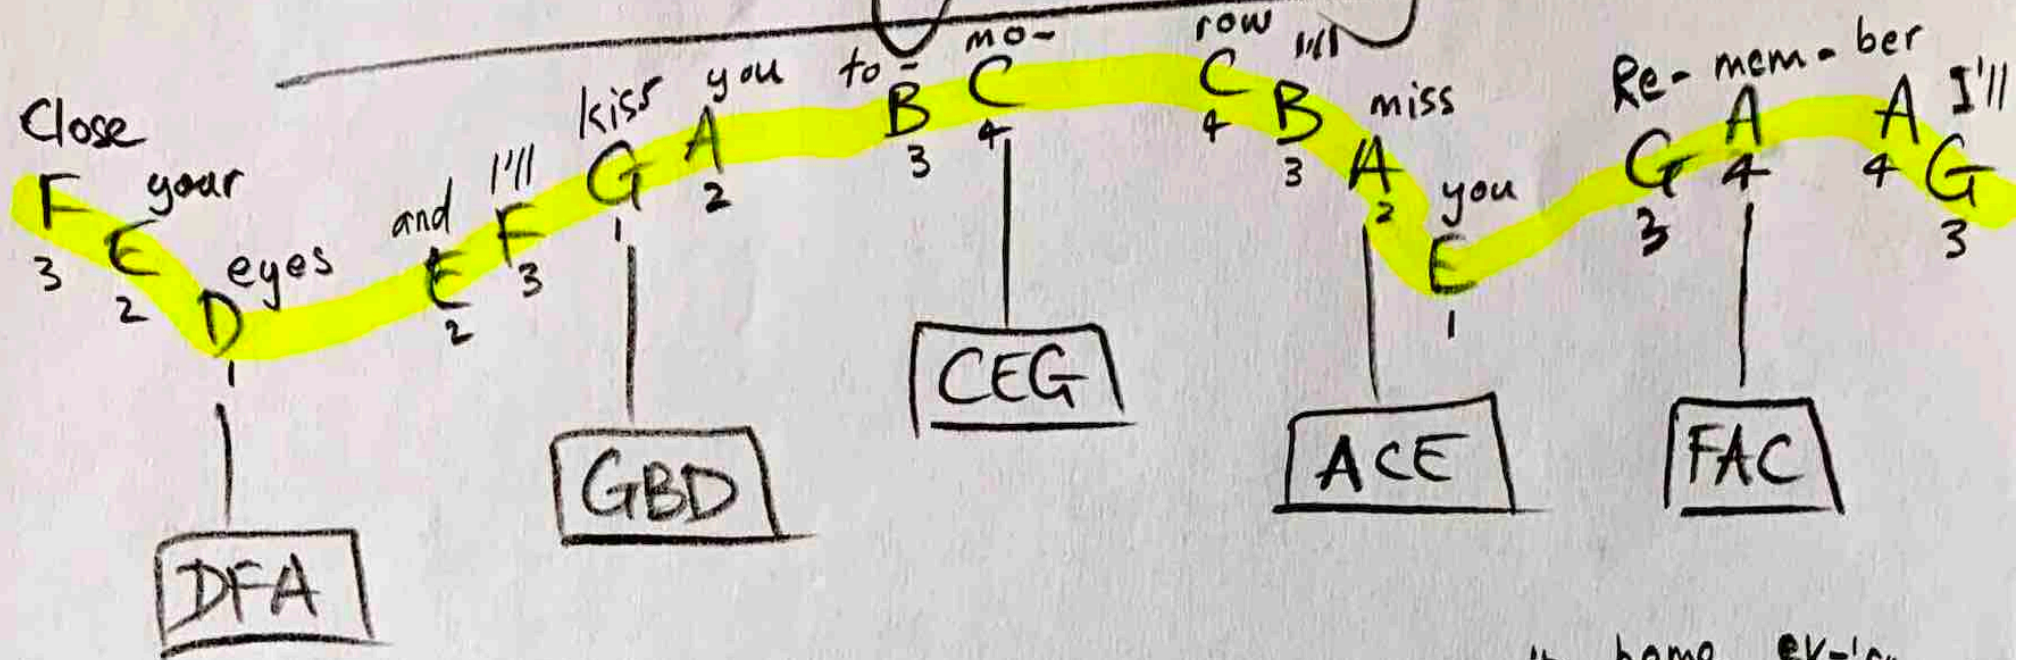 Close your eyes and I'll kiss you to- mo- row I'll miss you Re- mem- ber I'll
F E D E F G A B C C B A E G A A G
3 2 1 2 3 1 2 3 4 4 3 2 1 3 4 4 3
DFA GBD CEG ACE FAC
home ev-